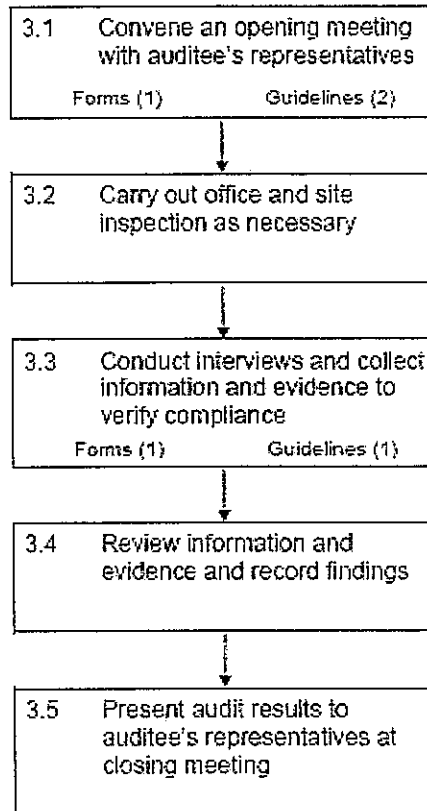 3.1 Convene an opening meeting
with auditee's representatives
Forms (1) Guidelines (2)
3.2 Carry out office and site
inspection as necessary
3.3 Conduct interviews and collect
information and evidence to
verify compliance
Forms (1) Guidelines (1)
3.4 Review information and
evidence and record findings
3.5 Present audit results to
auditee's representatives at
closing meeting